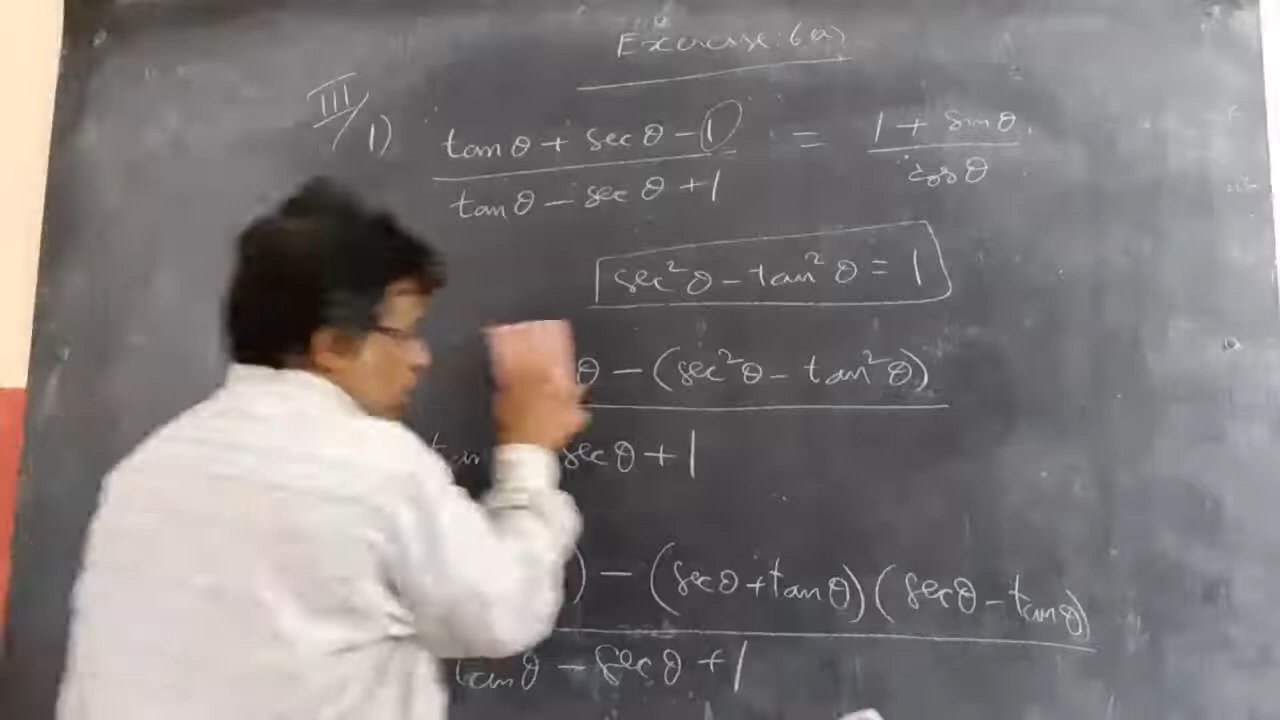 Exercise: 6(a)
III/ 1) tanθ + secθ - 1 = 1 + sinθ
tanθ - secθ + 1 cosθ
sec²θ - tan²θ = 1
θ - (sec²θ - tan²θ)
tan secθ + 1
) - (secθ + tanθ)(secθ - tanθ)
tanθ - secθ + 1